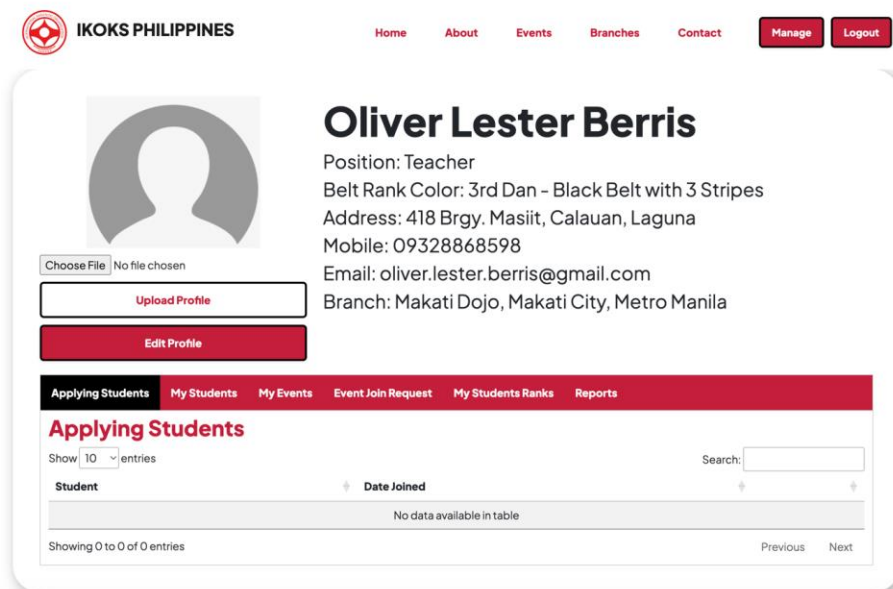 IKOKS PHILIPPINES
Home About Events Branches Contact Manage Logout
Oliver Lester Berris
Position: Teacher
Belt Rank Color: 3rd Dan - Black Belt with 3 Stripes
Address: 418 Brgy. Masiit, Calauan, Laguna
Mobile: 09328868598
Email: oliver.lester.berris@gmail.com
Branch: Makati Dojo, Makati City, Metro Manila
Choose File No file chosen
Upload Profile
Edit Profile
Applying Students My Students My Events Event Join Request My Students Ranks Reports
Applying Students
Show 10 entries Search:
Student Date Joined
No data available in table
Showing 0 to 0 of 0 entries Previous Next